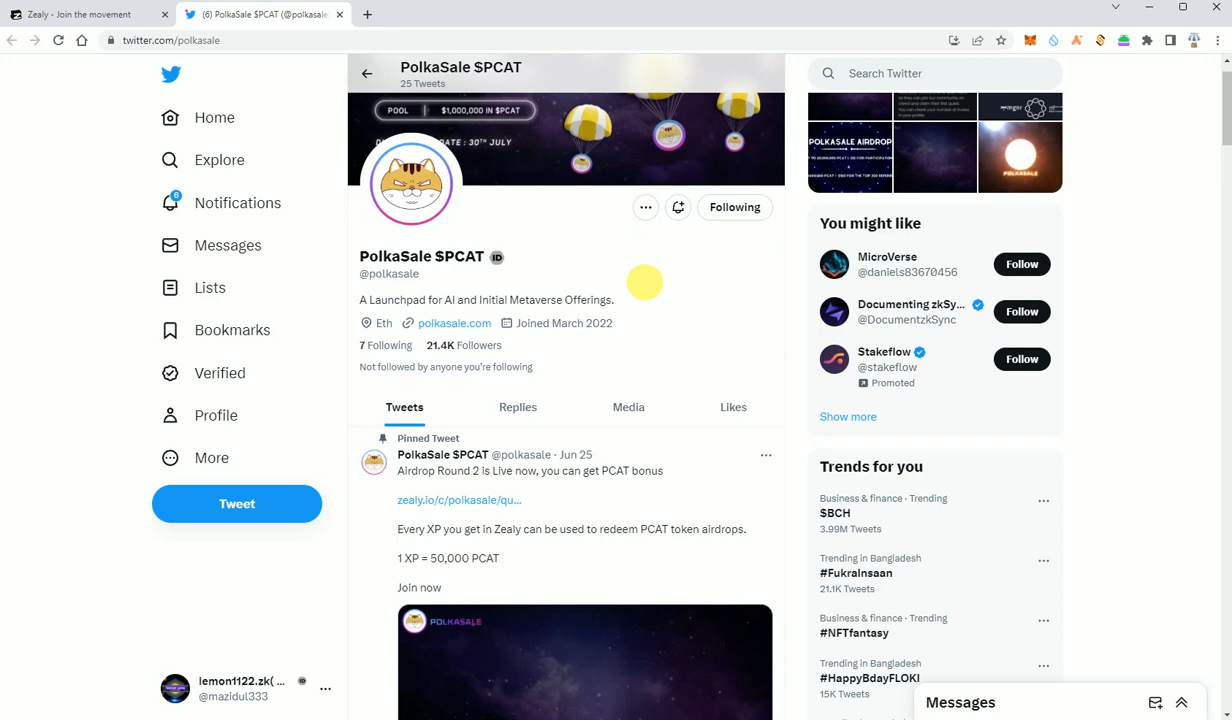 Zealy - Join the movement
(6) PolkaSale $PCAT (@polkasale
twitter.com/polkasale
PolkaSale $PCAT
25 Tweets
Search Twitter
POOL $1,000,000 IN $PCAT
: 30TH JULY
POLKASALE AIRDROP
POLKASALE
Home
Explore
6
Notifications
Messages
Lists
Bookmarks
Verified
Profile
More
Tweet
lemon1122.zk( ...
@mazidul333
Following
PolkaSale $PCAT ID
@polkasale
A Launchpad for AI and Initial Metaverse Offerings.
Eth polkasale.com Joined March 2022
7 Following 21.4K Followers
Not followed by anyone you're following
Tweets Replies Media Likes
Pinned Tweet
PolkaSale $PCAT @polkasale · Jun 25
Airdrop Round 2 is Live now, you can get PCAT bonus
zealy.io/c/polkasale/qu...
Every XP you get in Zealy can be used to redeem PCAT token airdrops.
1 XP = 50,000 PCAT
Join now
POLKASALE
You might like
MicroVerse
@daniels83670456
Follow
Documenting zkSy...
@DocumentzkSync
Follow
Stakeflow
@stakeflow
Promoted
Follow
Show more
Trends for you
Business & finance · Trending
$BCH
3.99M Tweets
Trending in Bangladesh
#FukraInsaan
21.1K Tweets
Business & finance · Trending
#NFTfantasy
Trending in Bangladesh
#HappyBdayFLOKI
15K Tweets
Messages